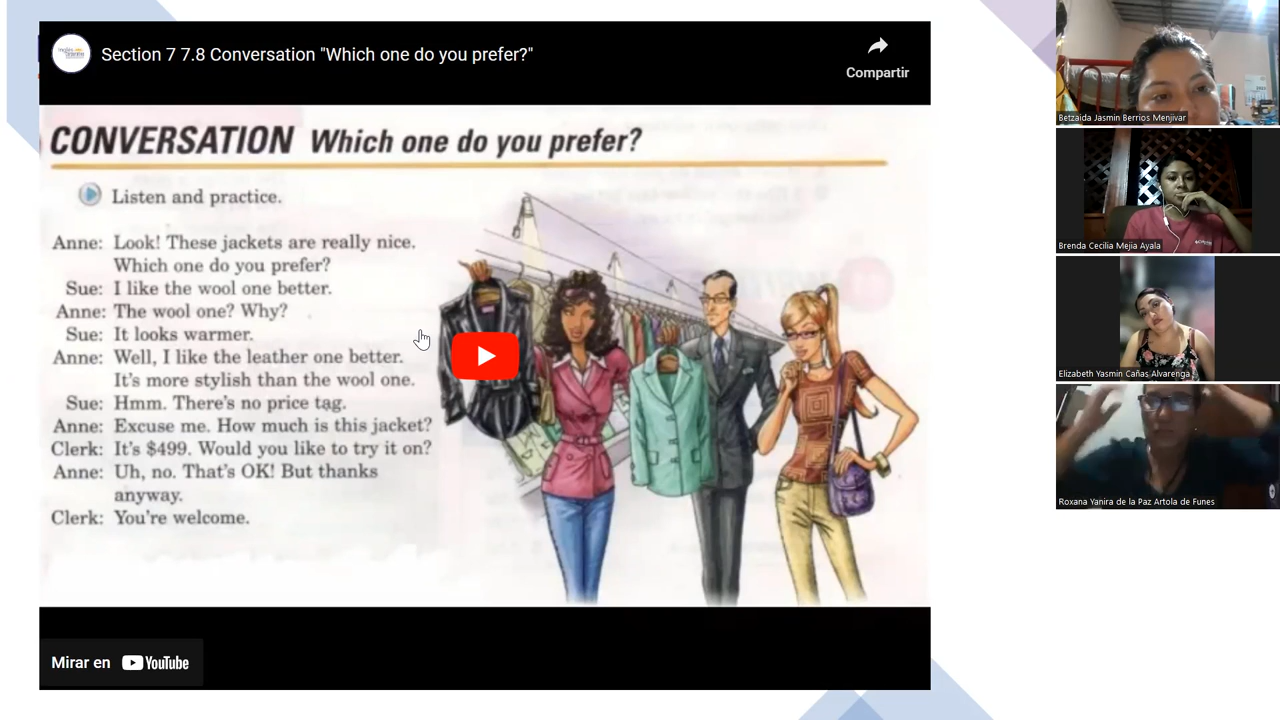 Section 7 7.8 Conversation "Which one do you prefer?"
Compartir
CONVERSATION Which one do you prefer?
Listen and practice.
Anne: Look! These jackets are really nice.
Which one do you prefer?
Sue: I like the wool one better.
Anne: The wool one? Why?
Sue: It looks warmer.
Anne: Well, I like the leather one better.
It's more stylish than the wool one.
Sue: Hmm. There's no price tag.
Anne: Excuse me. How much is this jacket?
Clerk: It's $499. Would you like to try it on?
Anne: Uh, no. That's OK! But thanks
anyway.
Clerk: You're welcome.
Mirar en YouTube
Betzaida Jasmin Berrios Menjivar
Brenda Cecilia Mejia Ayala
Elizabeth Yasmin Cañas Alvarenga
Roxana Yanira de la Paz Artola de Funes